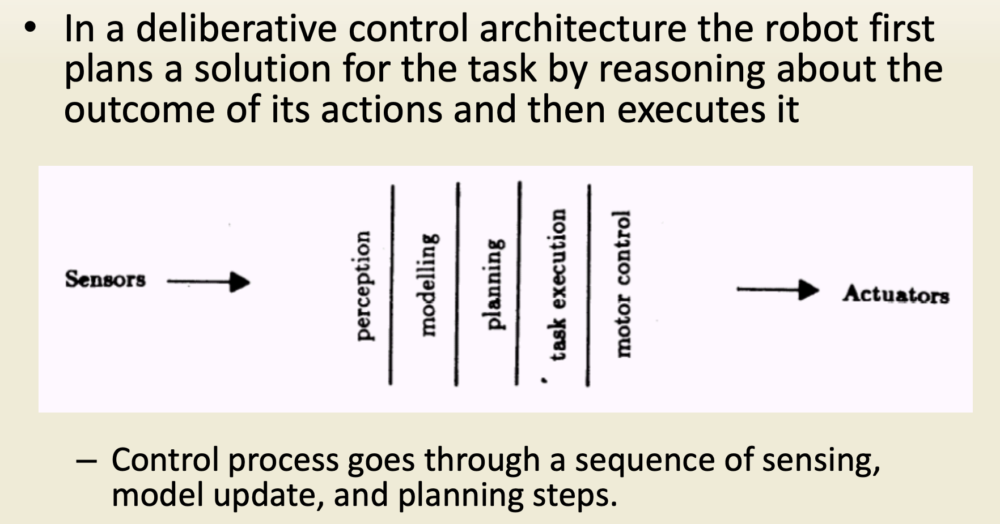 • In a deliberative control architecture the robot first
plans a solution for the task by reasoning about the
outcome of its actions and then executes it
Sensors
perception
modelling
planning
task execution
motor control
Actuators
– Control process goes through a sequence of sensing,
model update, and planning steps.